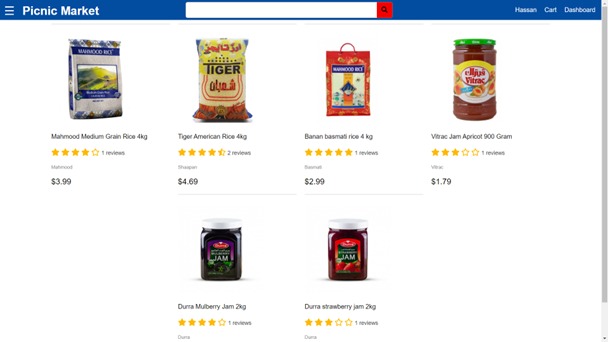 ☰ Picnic Market
Hassan Cart Dashboard
MAHMOOD RICE
TIGER
MAHMOOD RICE
Vitrac
Mahmood Medium Grain Rice 4kg
1 reviews
Mahmood
$3.99
Tiger American Rice 4kg
2 reviews
Shaapan
$4.69
Banan basmati rice 4 kg
1 reviews
Basmati
$2.99
Vitrac Jam Apricot 900 Gram
1 reviews
Vitrac
$1.79
MULBERRY
JAM
STRAWBERRY
JAM
Durra Mulberry Jam 2kg
1 reviews
Durra
Durra strawberry jam 2kg
1 reviews
Durra